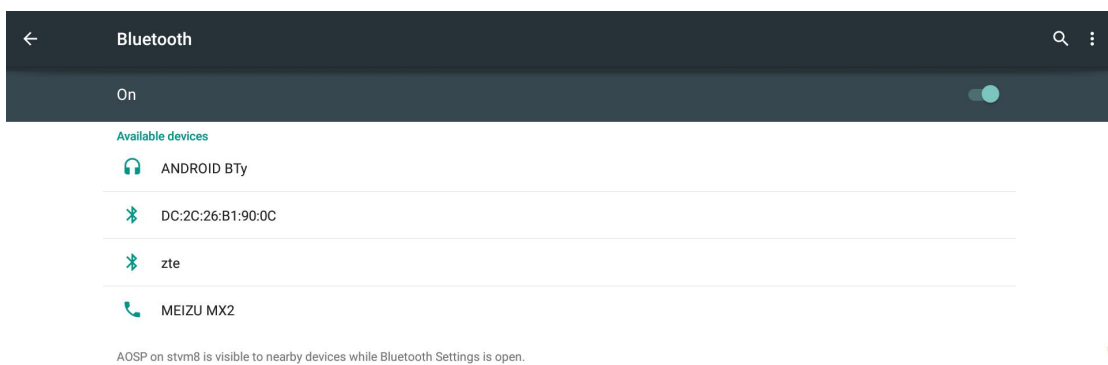 Bluetooth
On
Available devices
ANDROID BTy
DC:2C:26:B1:90:0C
zte
MEIZU MX2
AOSP on stvm8 is visible to nearby devices while Bluetooth Settings is open.